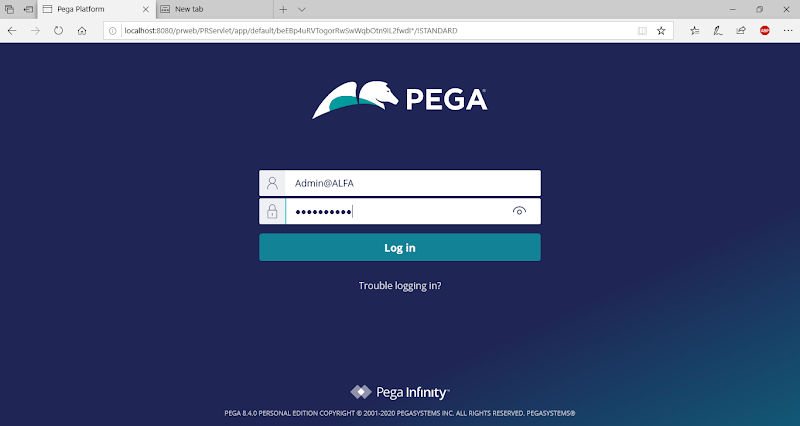 Pega Platform
New tab
localhost:8080/prweb/PRServlet/app/default/beEBp4uRVTogorRwSwWqbOtn9iL2fwdI*/!STANDARD
ABP
PEGA
Admin@ALFA
Log in
Trouble logging in?
Pega Infinity™
PEGA 8.4.0 PERSONAL EDITION COPYRIGHT © 2001-2020 PEGASYSTEMS INC. ALL RIGHTS RESERVED. PEGASYSTEMS®